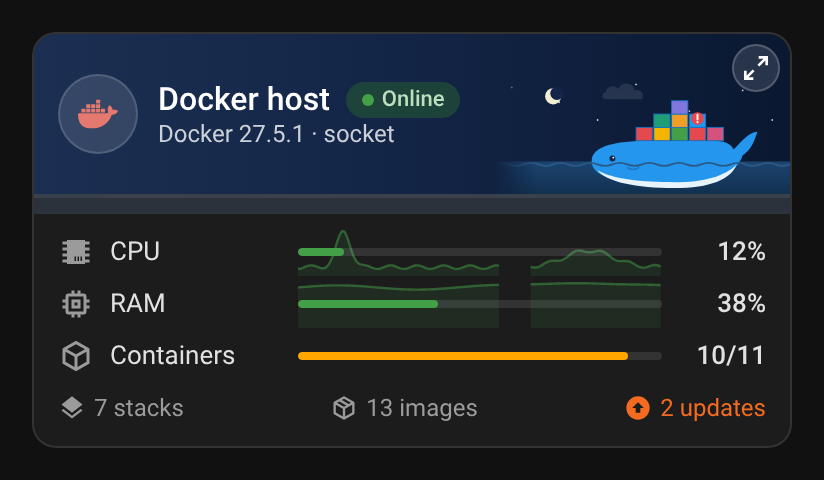 Docker host
Online
Docker 27.5.1 · socket
!
CPU
12%
RAM
38%
Containers
10/11
7 stacks
13 images
2 updates